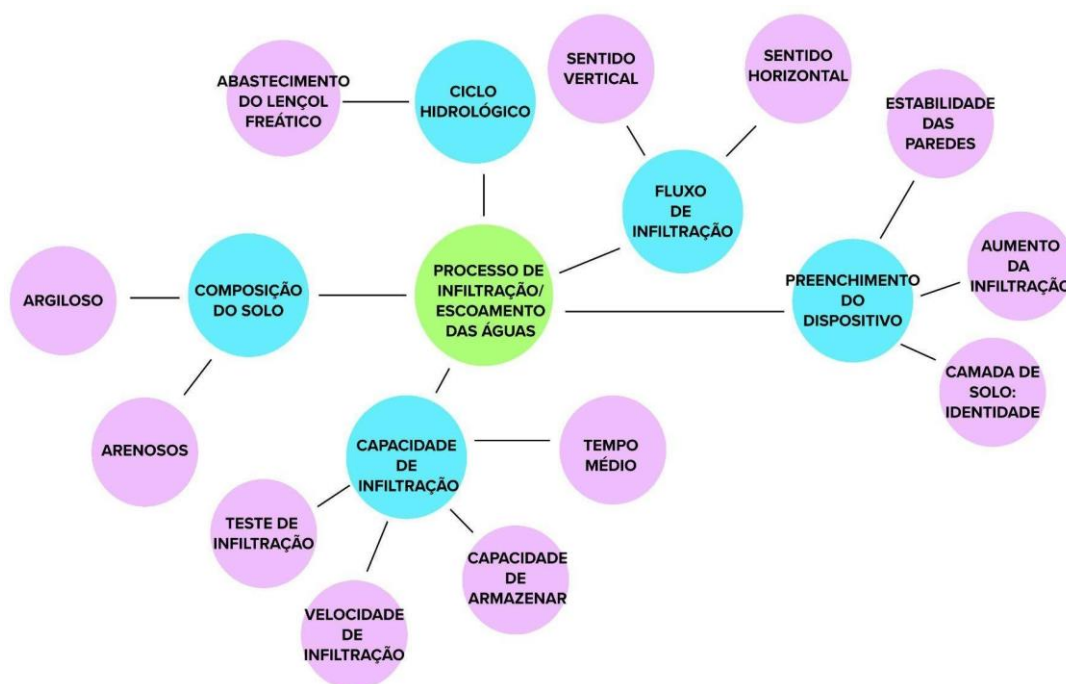 ABASTECIMENTO
DO LENÇOL
FREÁTICO
CICLO
HIDROLÓGICO
SENTIDO
VERTICAL
SENTIDO
HORIZONTAL
ESTABILIDADE
DAS
PAREDES
FLUXO
DE
INFILTRAÇÃO
ARGILOSO
COMPOSIÇÃO
DO SOLO
PROCESSO DE
INFILTRAÇÃO/
ESCOAMENTO
DAS ÁGUAS
PREENCHIMENTO
DO
DISPOSITIVO
AUMENTO
DA
INFILTRAÇÃO
CAMADA DE
SOLO:
IDENTIDADE
ARENOSOS
CAPACIDADE
DE
INFILTRAÇÃO
TEMPO
MÉDIO
TESTE DE
INFILTRAÇÃO
VELOCIDADE
DE
INFILTRAÇÃO
CAPACIDADE
DE
ARMAZENAR